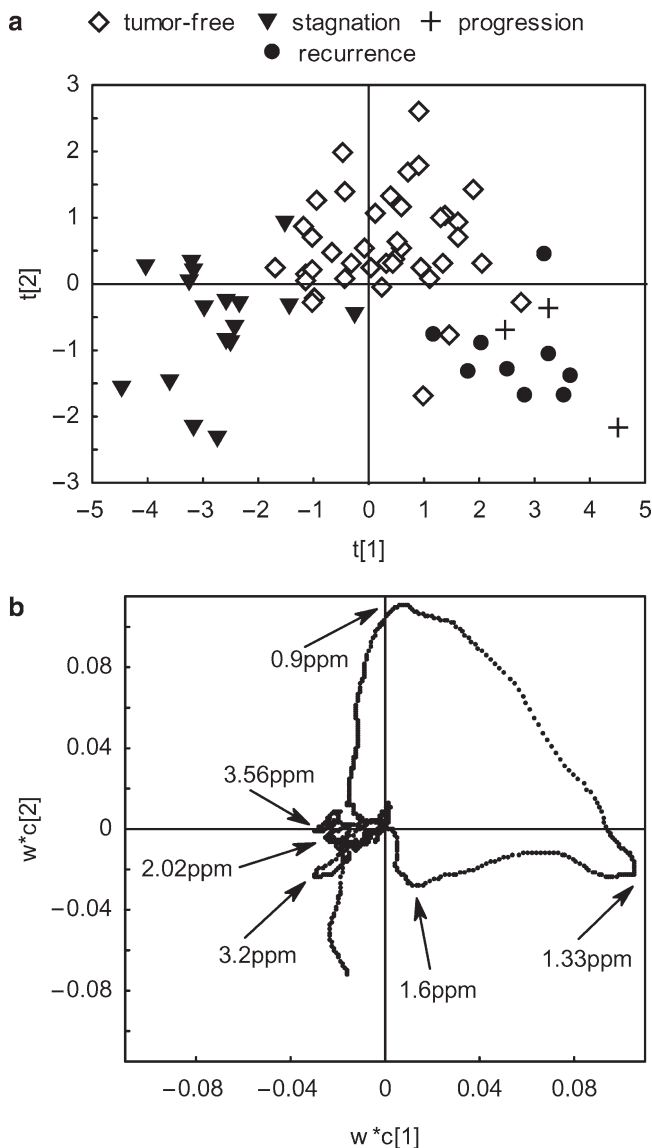 a
tumor-free stagnation progression
recurrence
3
2
1
0
−1
−2
−3
t[2]
−5 −4 −3 −2 −1 0 1 2 3 4 5
t[1]
b
0.9ppm
0.08
0.04
3.56ppm
0
2.02ppm
−0.04
3.2ppm
1.33ppm
1.6ppm
−0.08
w*c[2]
−0.08 −0.04 0 0.04 0.08
w*c[1]